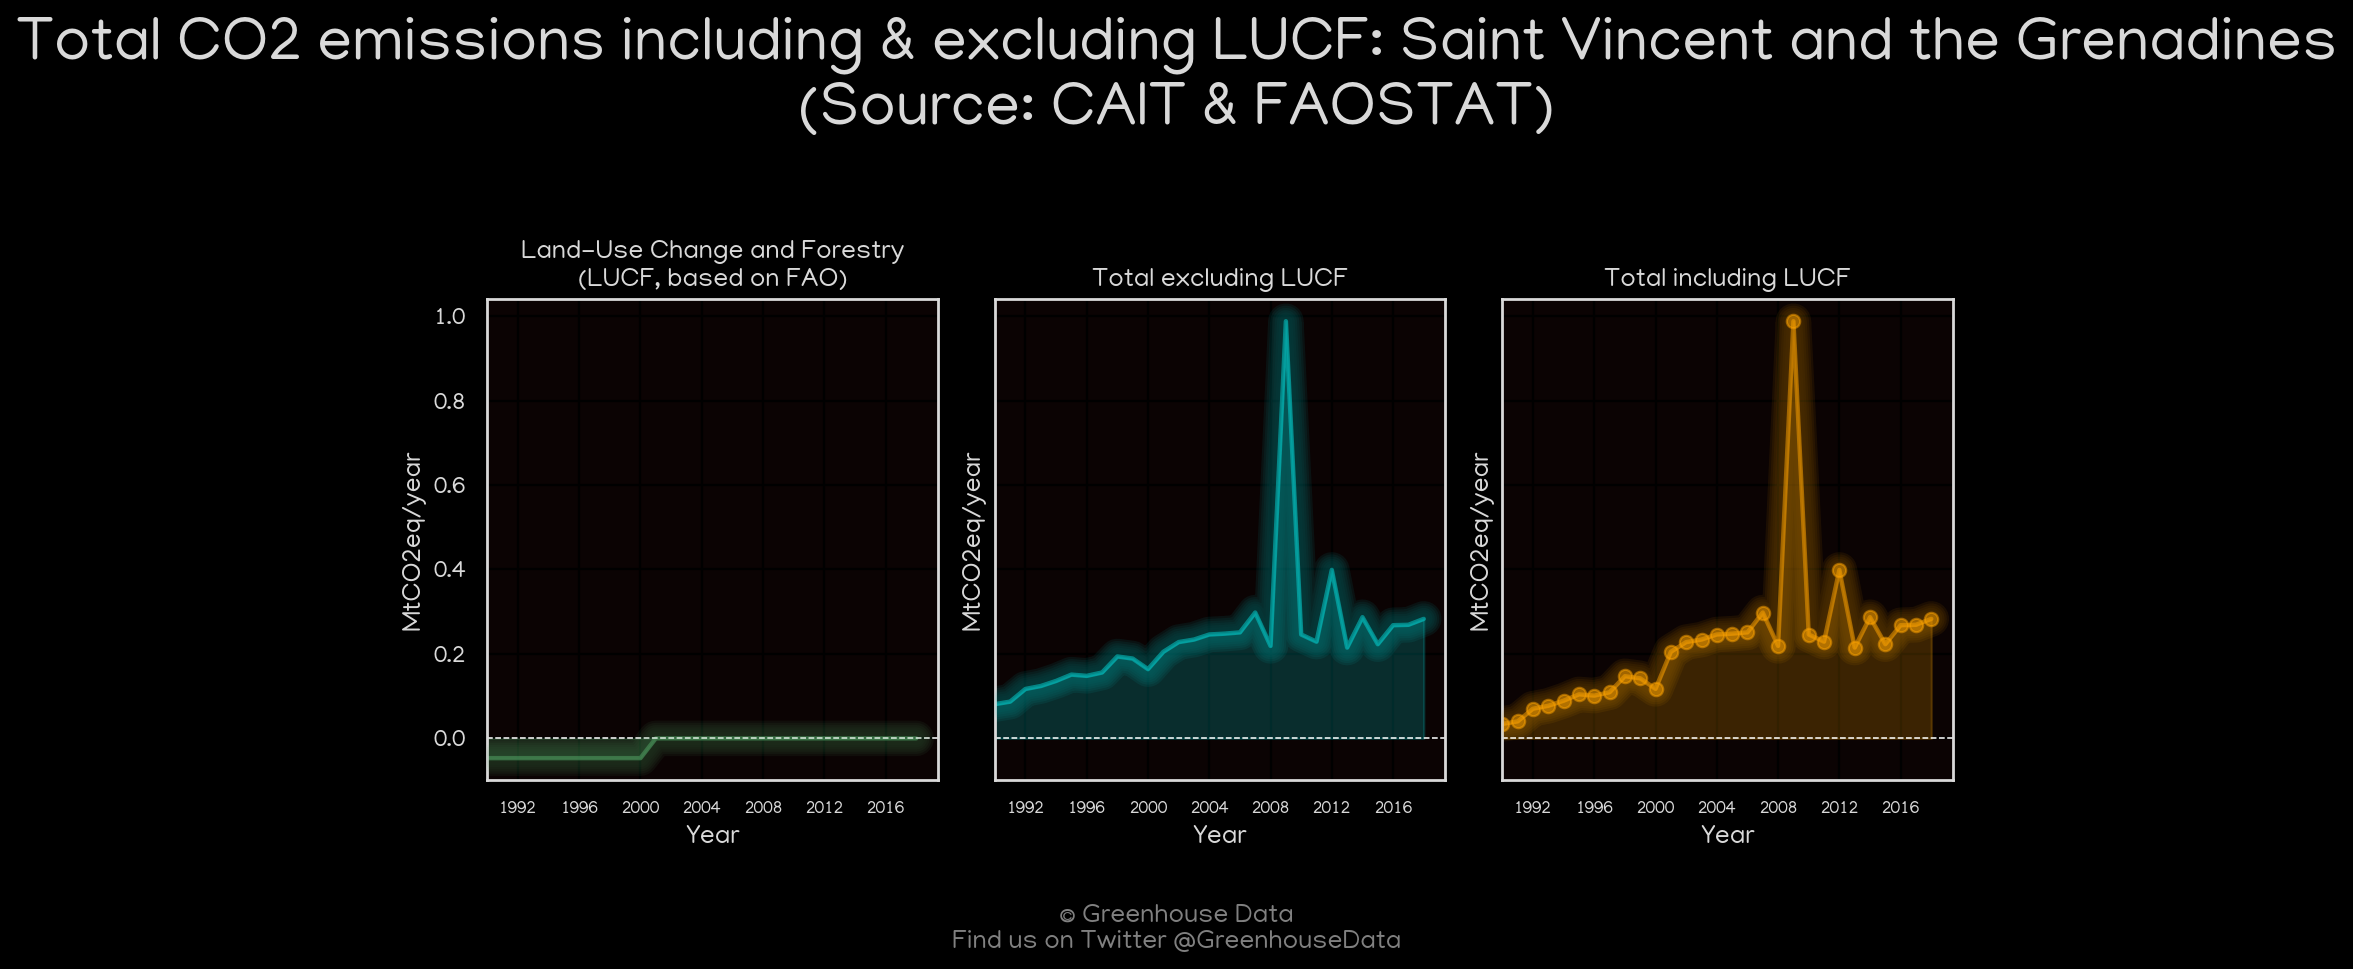 Total CO2 emissions including & excluding LUCF: Saint Vincent and the Grenadines
(Source: CAIT & FAOSTAT)
Land-Use Change and Forestry
(LUCF, based on FAO)
MtCO2eq/year
1.0
0.8
0.6
0.4
0.2
0.0
1992 1996 2000 2004 2008 2012 2016
Year
Total excluding LUCF
MtCO2eq/year
1992 1996 2000 2004 2008 2012 2016
Year
Total including LUCF
MtCO2eq/year
1992 1996 2000 2004 2008 2012 2016
Year
© Greenhouse Data
Find us on Twitter @GreenhouseData